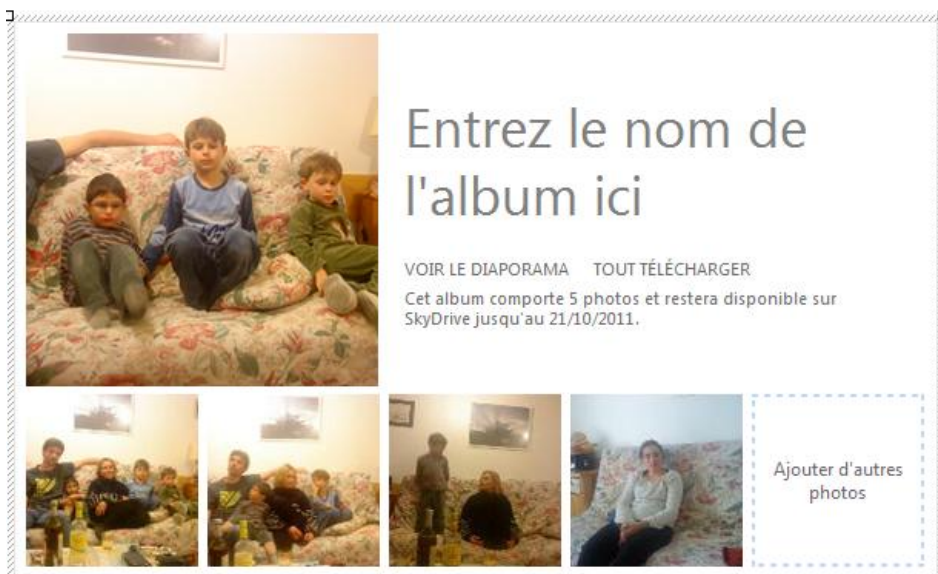 Entrez le nom de
l'album ici
VOIR LE DIAPORAMA TOUT TÉLÉCHARGER
Cet album comporte 5 photos et restera disponible sur
SkyDrive jusqu'au 21/10/2011.
Ajouter d'autres
photos